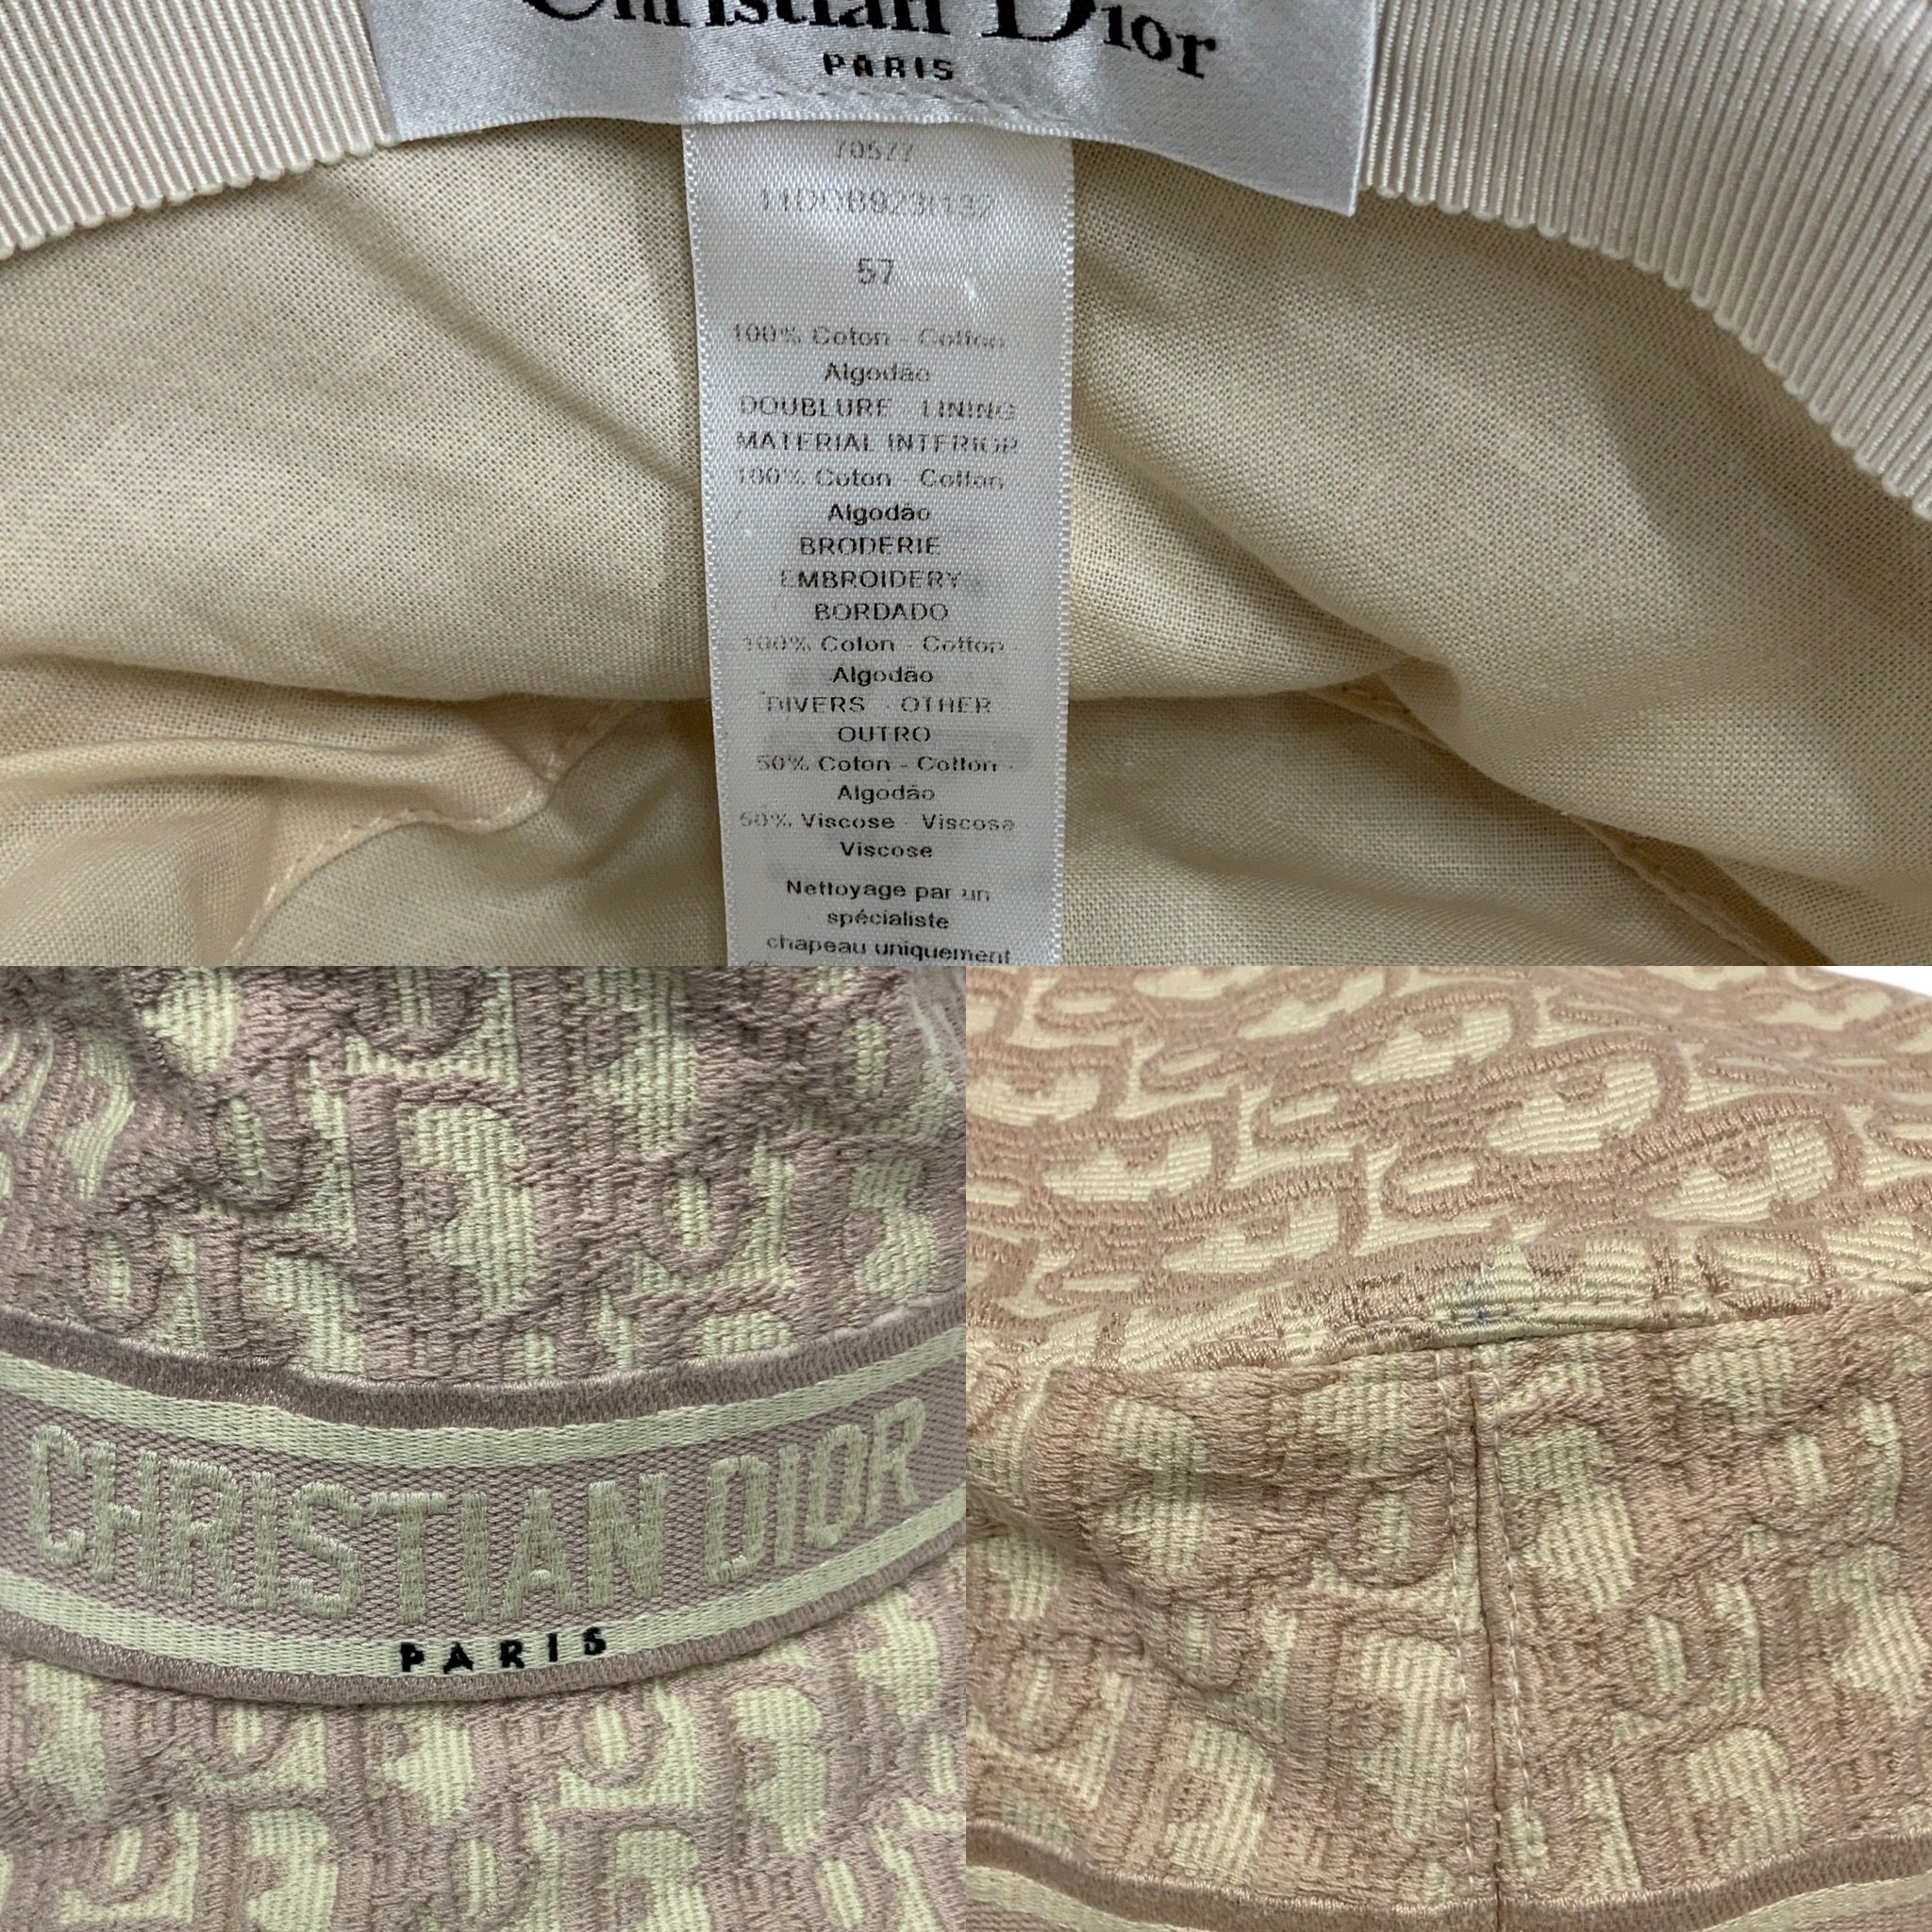 Christian Dior
PARIS
70577
57
100% Coton - Cotton
Algodão
DOUBLURE - LINING
MATERIAL INTERIOR
100% Coton - Cotton
Algodão
BRODERIE
EMBROIDERY
BORDADO
100% Coton - Cotton
Algodão
DIVERS - OTHER
OUTRO
50% Coton - Cotton
Algodão
50% Viscose - Viscosa
Viscose
Nettoyage par un
spécialiste
chapeau uniquement
CHRISTIAN DIOR
PARIS